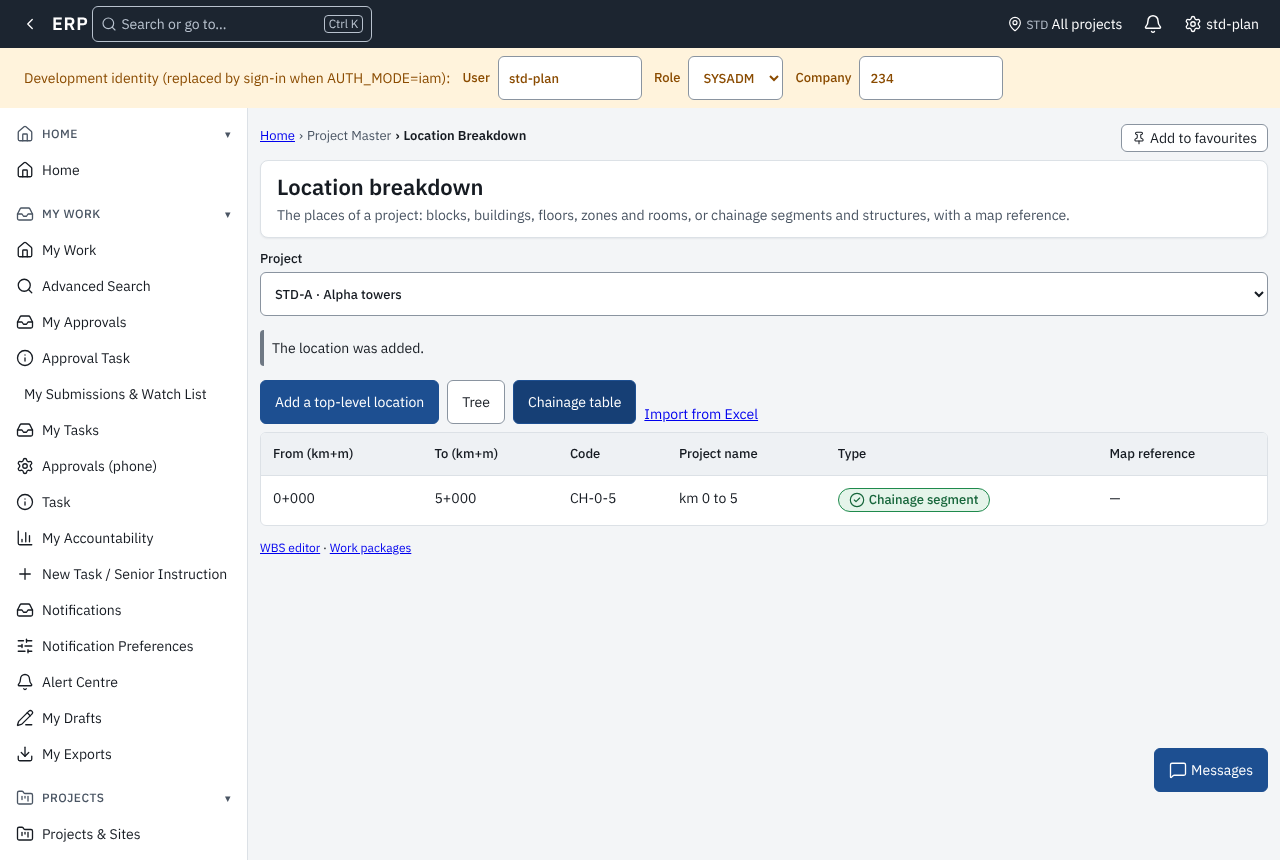 ERP
Search or go to...
Ctrl K
STD All projects
std-plan
Development identity (replaced by sign-in when AUTH_MODE=iam):
User
std-plan
Role
SYSADM
Company
234
HOME
Home
MY WORK
My Work
Advanced Search
My Approvals
Approval Task
My Submissions & Watch List
My Tasks
Approvals (phone)
Task
My Accountability
New Task / Senior Instruction
Notifications
Notification Preferences
Alert Centre
My Drafts
My Exports
PROJECTS
Projects & Sites
Home › Project Master › Location Breakdown
Add to favourites
Location breakdown
The places of a project: blocks, buildings, floors, zones and rooms, or chainage segments and structures, with a map reference.
Project
STD-A · Alpha towers
The location was added.
Add a top-level location
Tree
Chainage table
Import from Excel
From (km+m) To (km+m) Code Project name Type Map reference
0+000 5+000 CH-0-5 km 0 to 5 Chainage segment —
WBS editor · Work packages
Messages